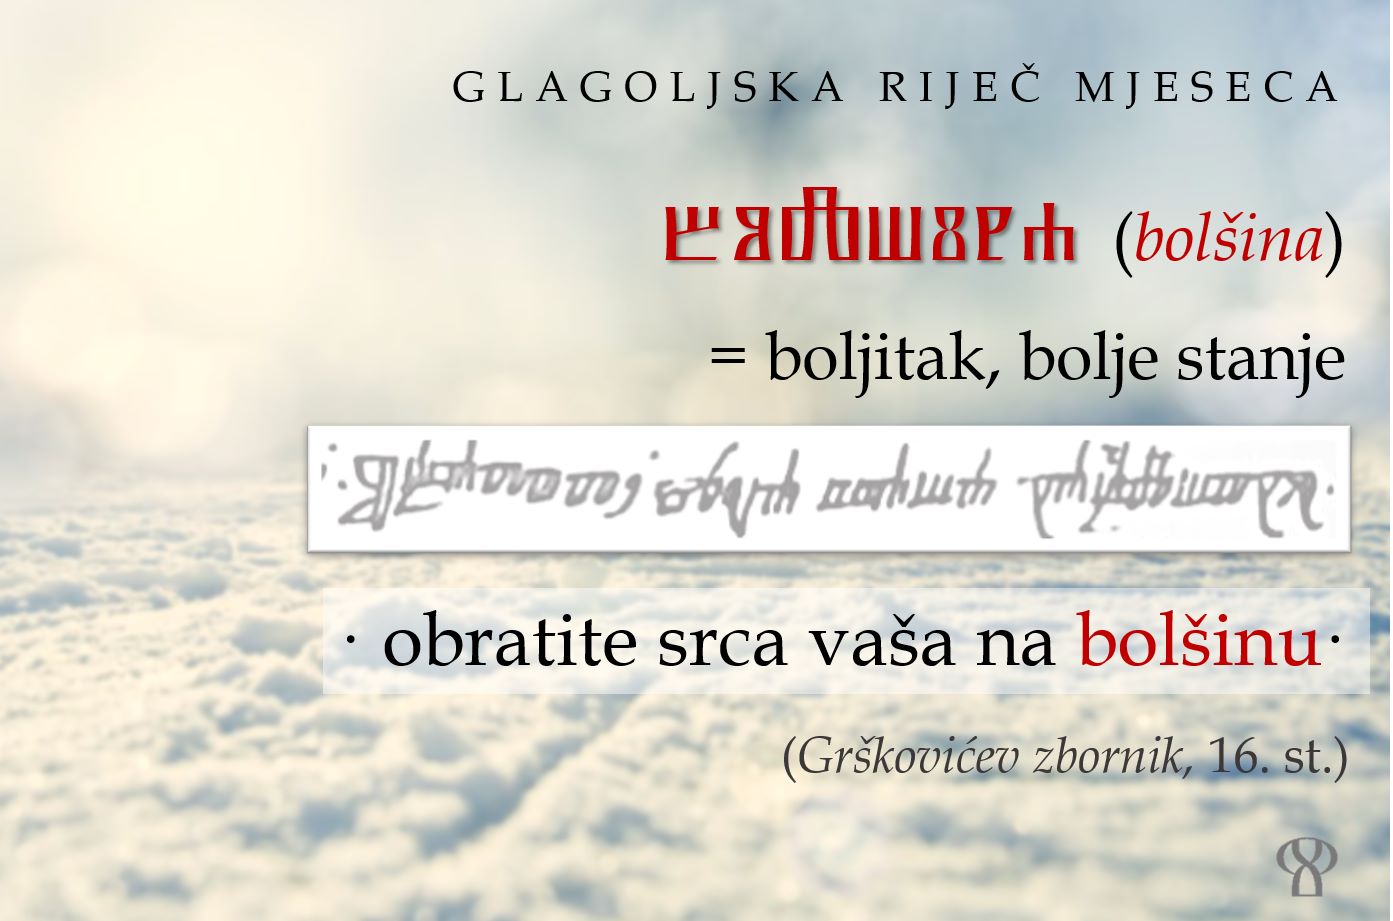 GLAGOLJSKA RIJEČ MJESECA
ⰱⱁⰾⱎⰹⱀⰰ (bolšina)
= boljitak, bolje stanje
· obratite srca vaša na bolšinu·
(Grškovićev zbornik, 16. st.)